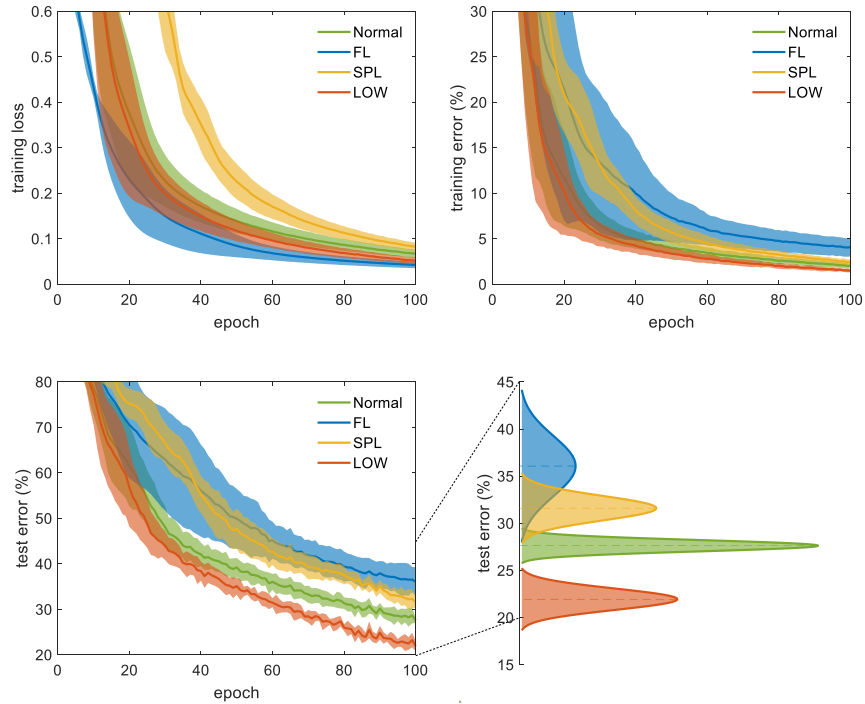 0.6
0.5
0.4
0.3
0.2
0.1
0
training loss
0 20 40 60 80 100
epoch
Normal
FL
SPL
LOW
30
25
20
15
10
5
0
training error (%)
0 20 40 60 80 100
epoch
Normal
FL
SPL
LOW
80
70
60
50
40
30
20
test error (%)
0 20 40 60 80 100
epoch
Normal
FL
SPL
LOW
45
40
35
30
25
20
15
test error (%)